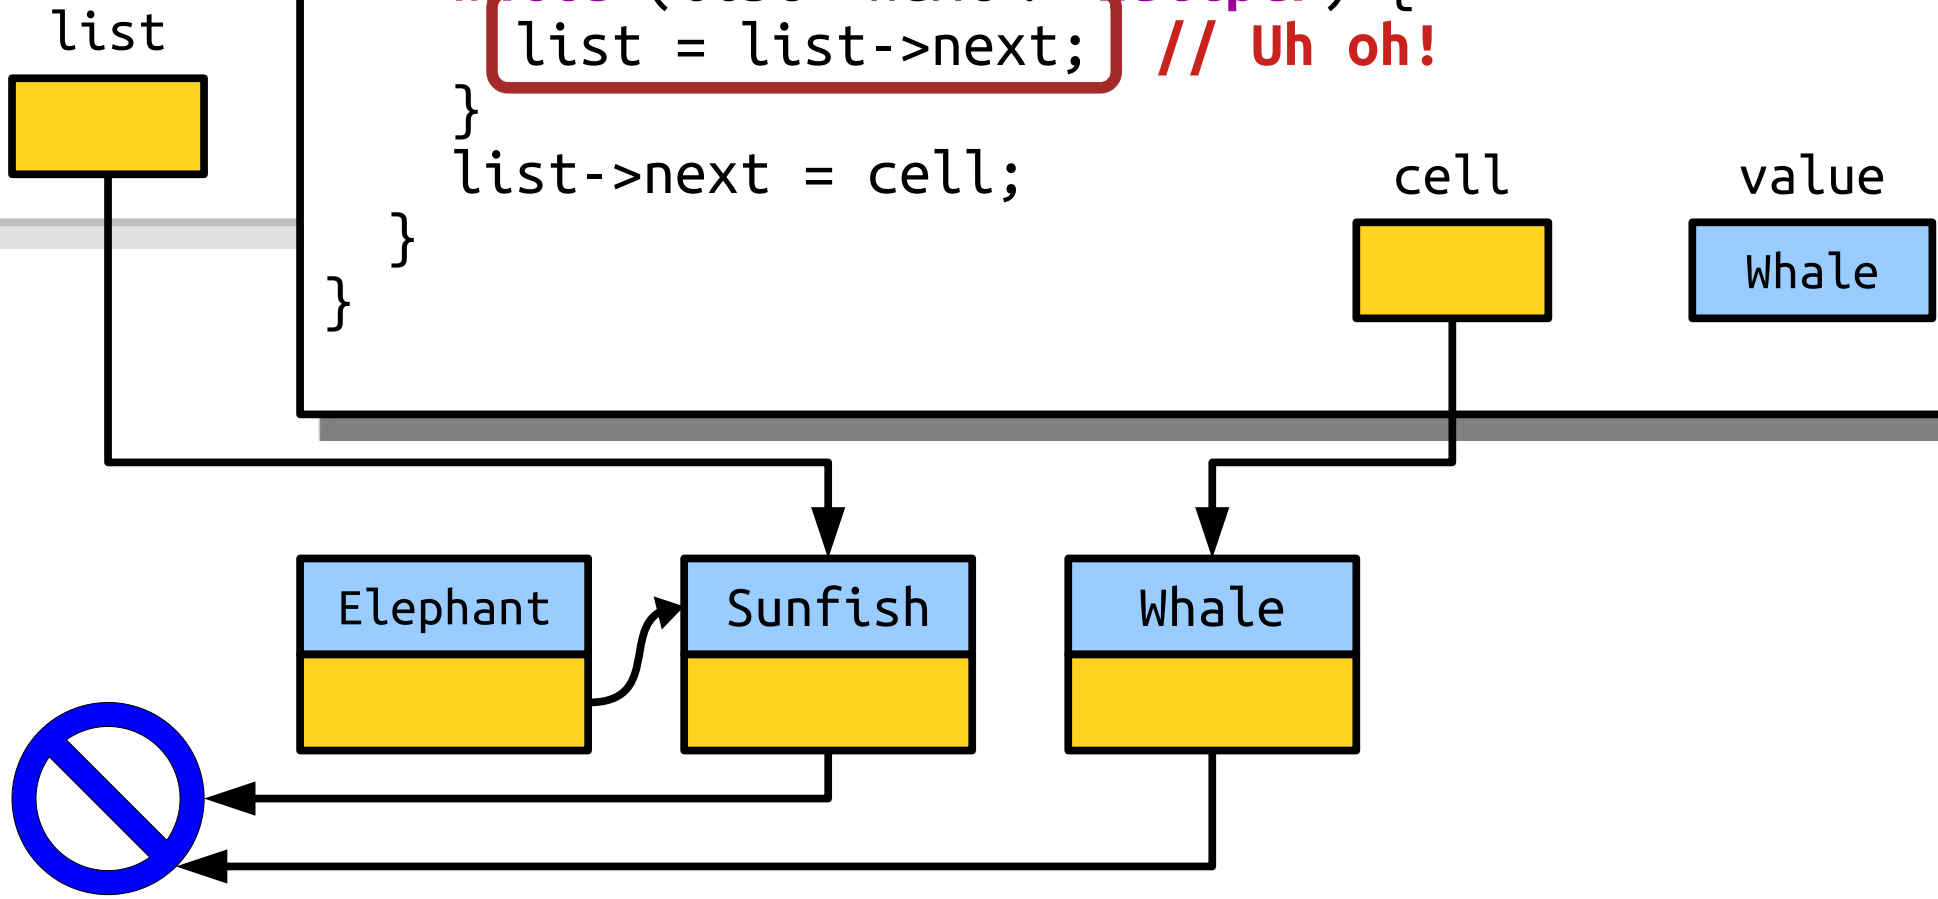 list
list = list->next; // Uh oh!
}
list->next = cell;
}
}
cell
value
Whale
Elephant
Sunfish
Whale